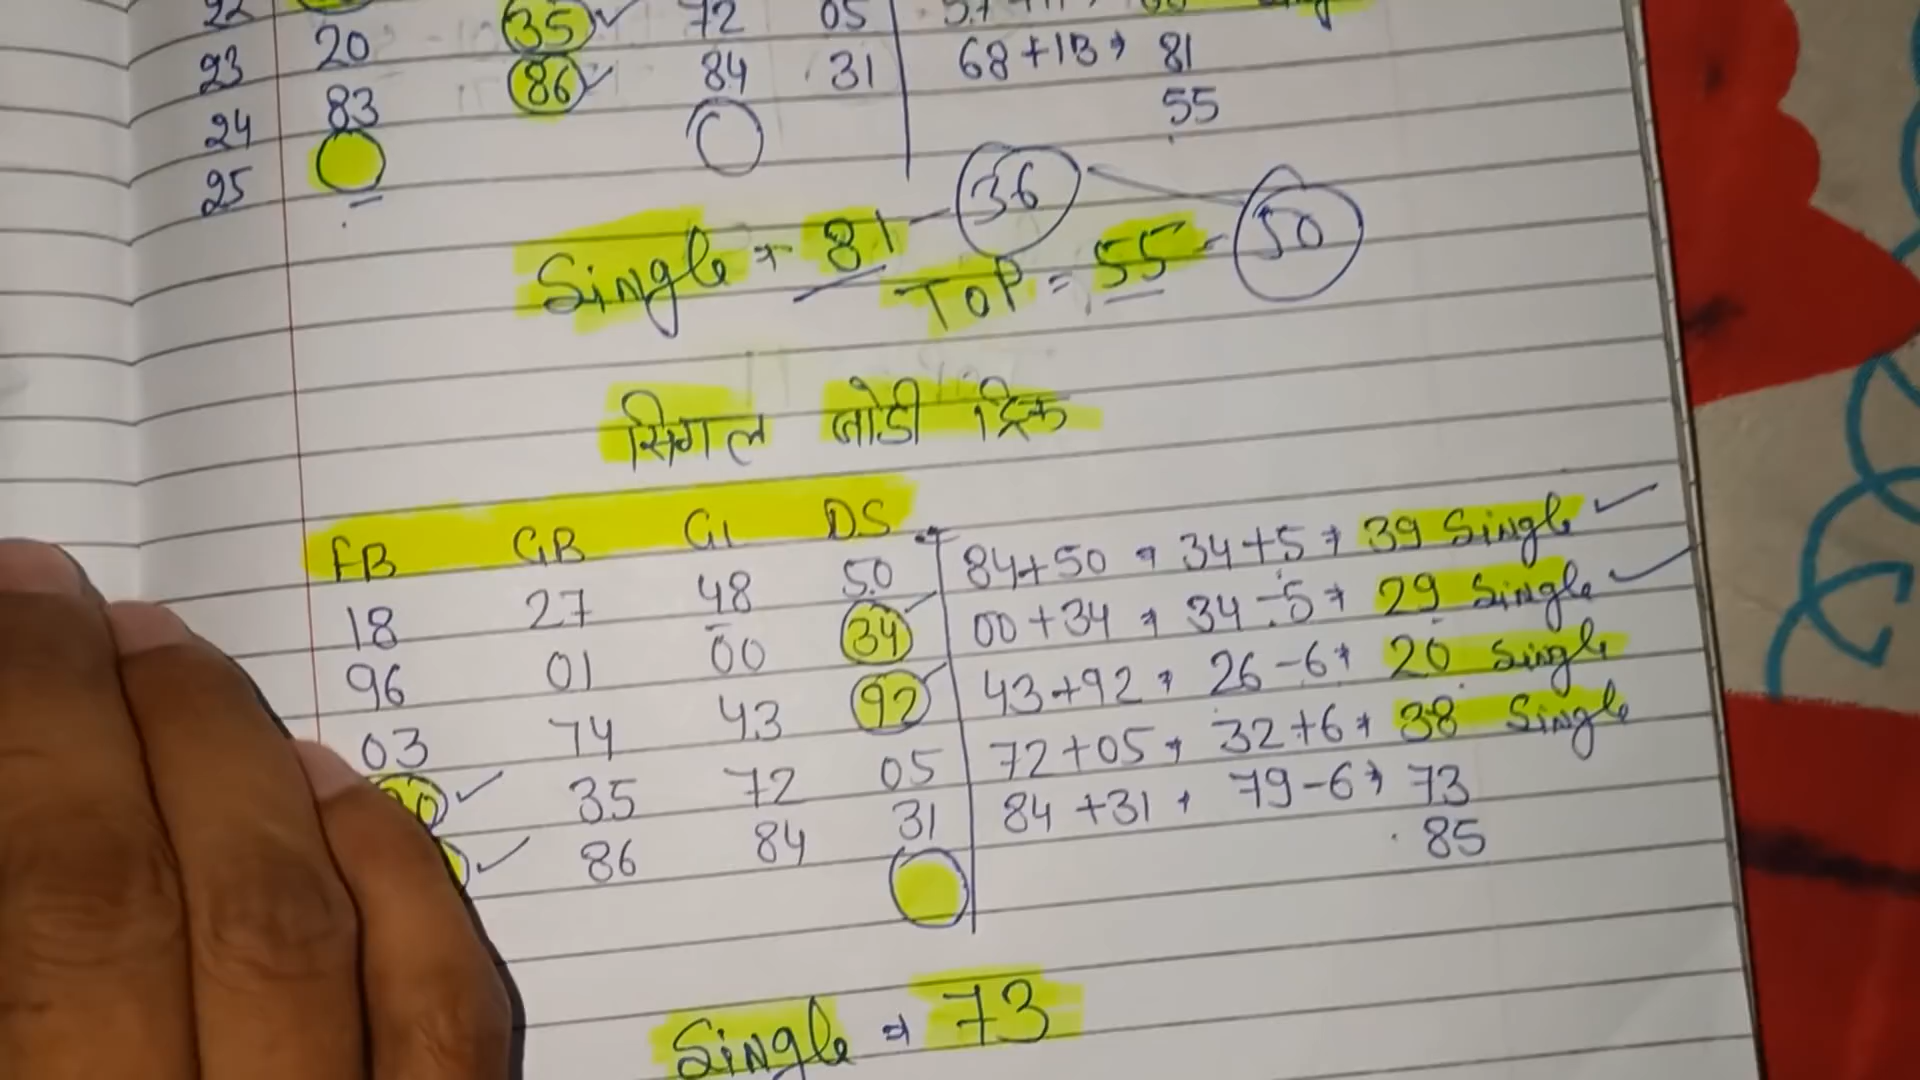 35 72 05
23 20 86 84 31 68+13→ 81
24 83 55
25
Single → 81 - 36
TOP = 55 - 50
सिगल जोडी ट्रिक
FB GB GL DS
18 27 48 50 84+50 → 34+5 → 39 Single
96 01 00 34 00+34 → 34-5 → 29 Single
03 74 43 92 43+92 → 26-6 → 20 Single
35 72 05 72+05 → 32+6 → 38 Single
86 84 31 84+31 → 79-6 → 73
85
Single → 73